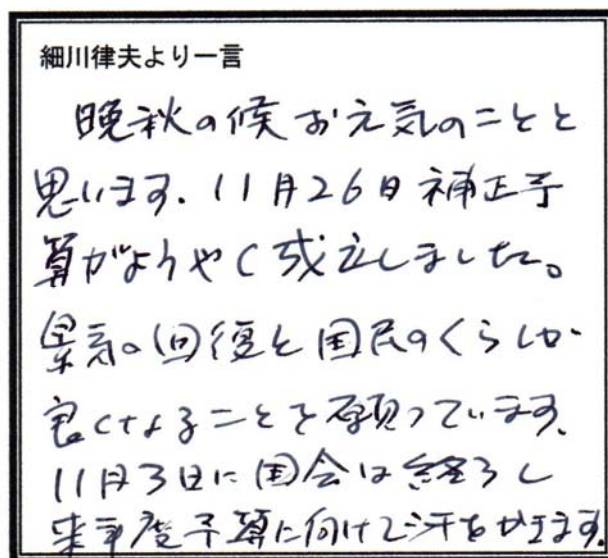 細川律夫より一言
晩秋の候お元気のことと
思います。11月26日補正予
算がようやく成立しました。
景気の回復と国民のくらしが
良くなることを願っています。
11月3日に国会は終了し
来年度予算に向けて汗をかきます。